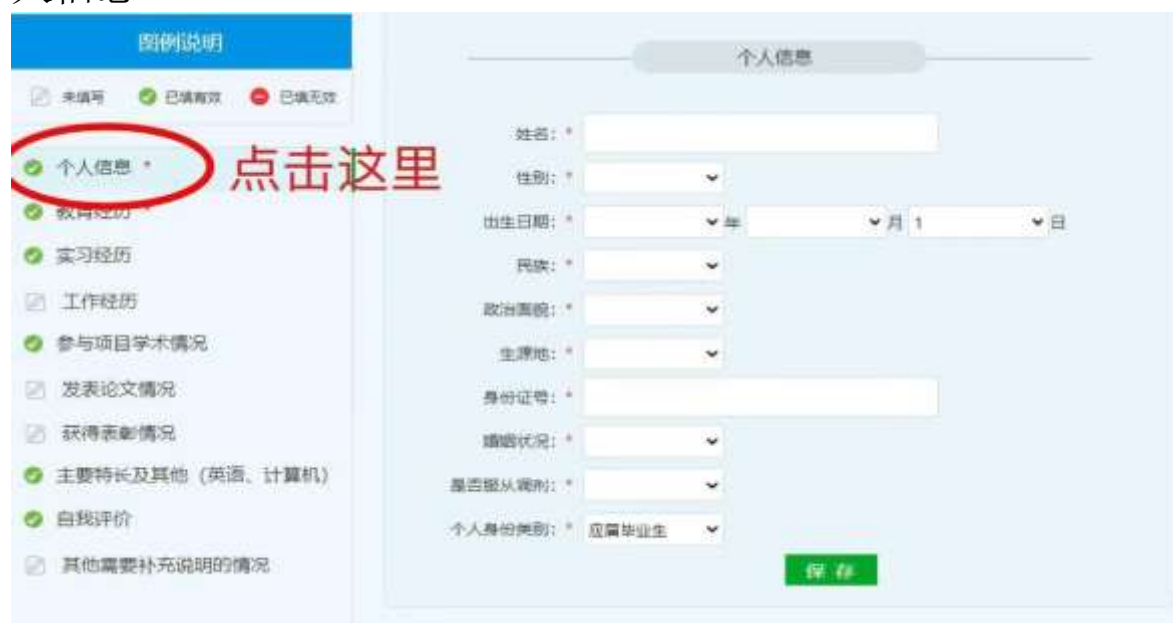 图例说明
未填写 已填有效 已填无效
个人信息 *
点击这里
教育经历 *
实习经历
工作经历
参与项目学术情况
发表论文情况
获得表彰情况
主要特长及其他（英语、计算机）
自我评价
其他需要补充说明的情况
个人信息
姓名：*
性别：*
出生日期：* 年 月 1 日
民族：*
政治面貌：*
生源地：*
身份证号：*
婚姻状况：*
是否服从调剂：*
个人身份类别：* 应届毕业生
保存